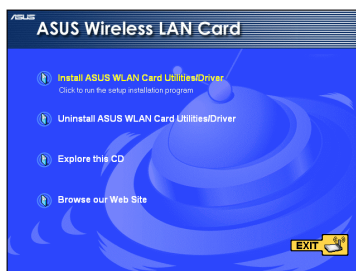 ASUS
ASUS Wireless LAN Card
Install ASUS WLAN Card Utilities/Driver
Click to run the setup installation program
Uninstall ASUS WLAN Card Utilities/Driver
Explore this CD
Browse our Web Site
EXIT